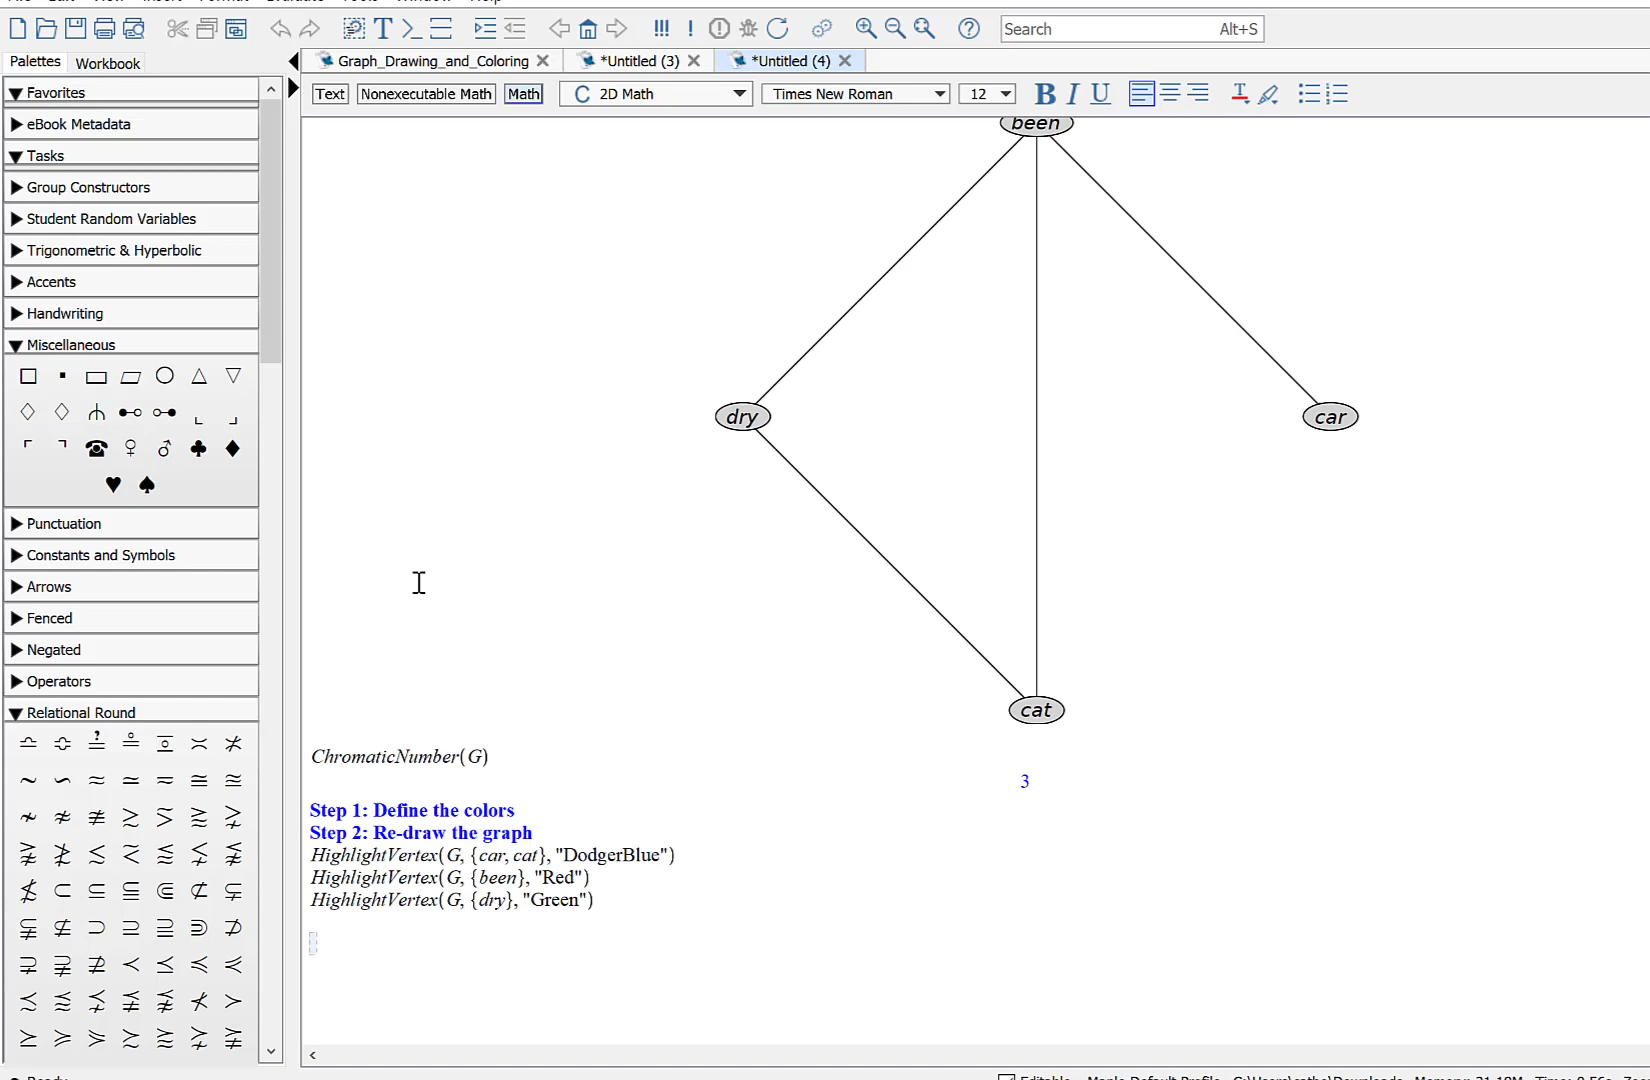 Search Alt+S
Palettes Workbook
Graph_Drawing_and_Coloring *Untitled (3) *Untitled (4)
Text Nonexecutable Math Math C 2D Math Times New Roman 12 B I U
Favorites
eBook Metadata
Tasks
Group Constructors
Student Random Variables
Trigonometric & Hyperbolic
Accents
Handwriting
Miscellaneous
Punctuation
Constants and Symbols
Arrows
Fenced
Negated
Operators
Relational Round
been
dry
car
cat
ChromaticNumber(G)
3
Step 1: Define the colors
Step 2: Re-draw the graph
HighlightVertex(G, {car, cat}, "DodgerBlue")
HighlightVertex(G, {been}, "Red")
HighlightVertex(G, {dry}, "Green")